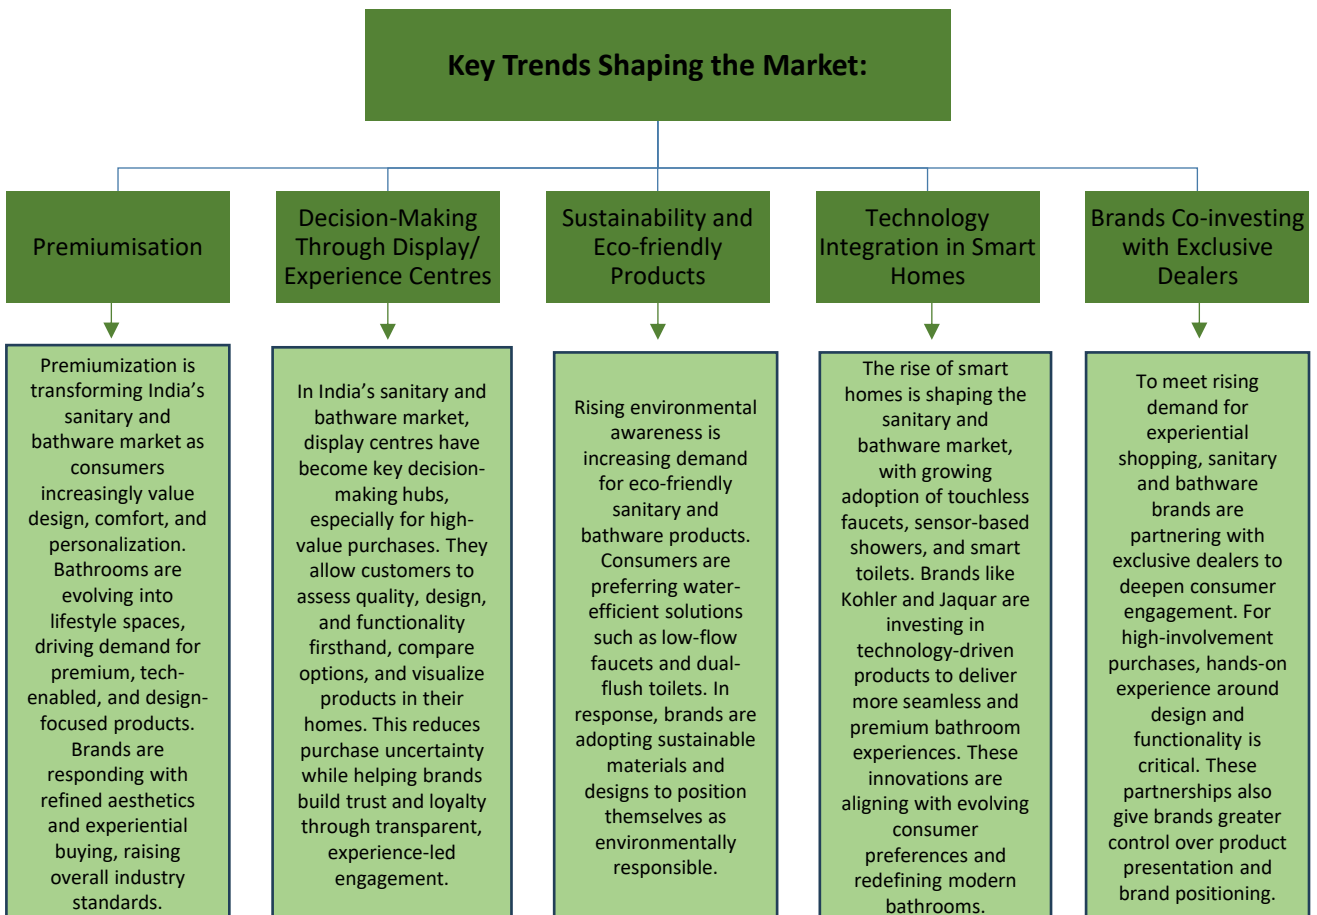 Key Trends Shaping the Market:
Premiumisation
Decision-Making
Through Display/
Experience Centres
Sustainability and
Eco-friendly
Products
Technology
Integration in Smart
Homes
Brands Co-investing
with Exclusive
Dealers
Premiumization is
transforming India’s
sanitary and
bathware market as
consumers
increasingly value
design, comfort, and
personalization.
Bathrooms are
evolving into
lifestyle spaces,
driving demand for
premium, tech-
enabled, and design-
focused products.
Brands are
responding with
refined aesthetics
and experiential
buying, raising
overall industry
standards.
In India’s sanitary and
bathware market,
display centres have
become key decision-
making hubs,
especially for high-
value purchases. They
allow customers to
assess quality, design,
and functionality
firsthand, compare
options, and visualize
products in their
homes. This reduces
purchase uncertainty
while helping brands
build trust and loyalty
through transparent,
experience-led
engagement.
Rising environmental
awareness is
increasing demand
for eco-friendly
sanitary and
bathware products.
Consumers are
preferring water-
efficient solutions
such as low-flow
faucets and dual-
flush toilets. In
response, brands are
adopting sustainable
materials and
designs to position
themselves as
environmentally
responsible.
The rise of smart
homes is shaping the
sanitary and
bathware market,
with growing
adoption of touchless
faucets, sensor-based
showers, and smart
toilets. Brands like
Kohler and Jaquar are
investing in
technology-driven
products to deliver
more seamless and
premium bathroom
experiences. These
innovations are
aligning with evolving
consumer
preferences and
redefining modern
bathrooms.
To meet rising
demand for
experiential
shopping, sanitary
and bathware
brands are
partnering with
exclusive dealers to
deepen consumer
engagement. For
high-involvement
purchases, hands-on
experience around
design and
functionality is
critical. These
partnerships also
give brands greater
control over product
presentation and
brand positioning.